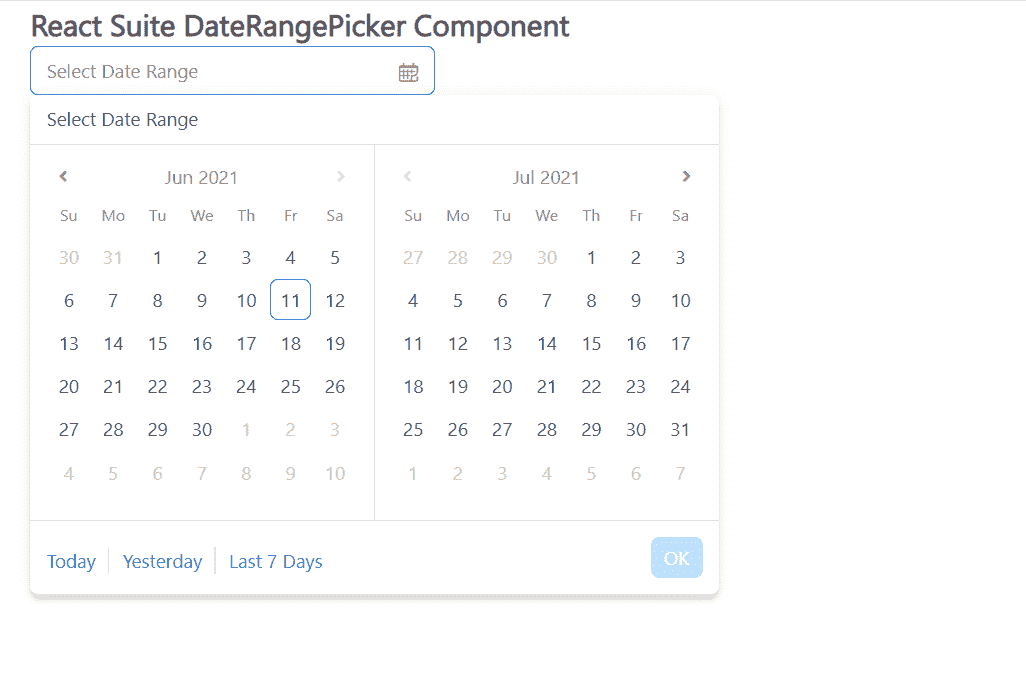 React Suite DateRangePicker Component
Select Date Range
Select Date Range
Jun 2021
Su Mo Tu We Th Fr Sa
30 31 1 2 3 4 5
6 7 8 9 10 11 12
13 14 15 16 17 18 19
20 21 22 23 24 25 26
27 28 29 30 1 2 3
4 5 6 7 8 9 10
Jul 2021
Su Mo Tu We Th Fr Sa
27 28 29 30 1 2 3
4 5 6 7 8 9 10
11 12 13 14 15 16 17
18 19 20 21 22 23 24
25 26 27 28 29 30 31
1 2 3 4 5 6 7
Today Yesterday Last 7 Days OK